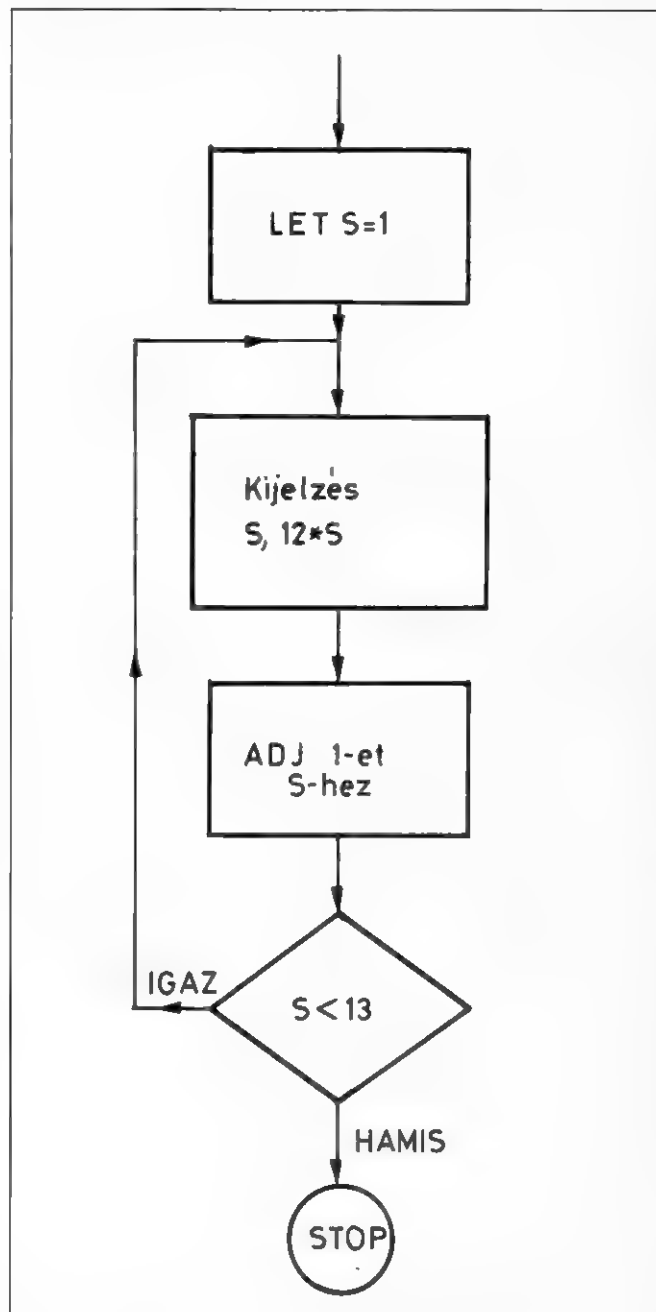 LET S=1
Kijelzés
S, 12*S
ADJ 1-et
S-hez
S<13
IGAZ
HAMIS
STOP